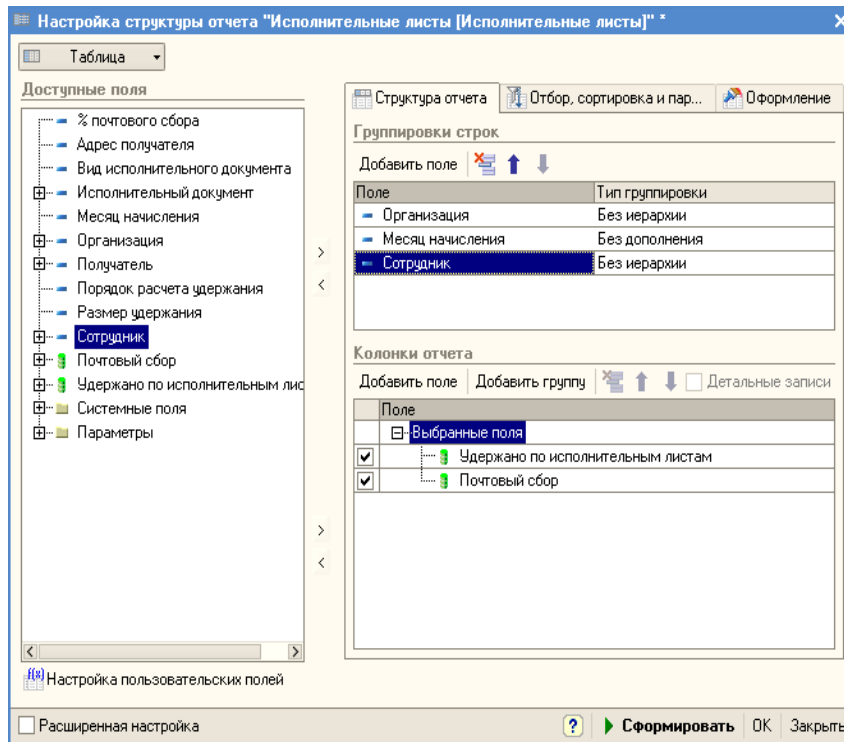 Настройка структуры отчета "Исполнительные листы [Исполнительные листы]" *
Таблица
Доступные поля
% почтового сбора
Адрес получателя
Вид исполнительного документа
Исполнительный документ
Месяц начисления
Организация
Получатель
Порядок расчета удержания
Размер удержания
Сотрудник
Почтовый сбор
Удержано по исполнительным лис
Системные поля
Параметры
Настройка пользовательских полей
Структура отчета
Отбор, сортировка и пар...
Оформление
Группировки строк
Добавить поле
Поле Тип группировки
Организация Без иерархии
Месяц начисления Без дополнения
Сотрудник Без иерархии
Колонки отчета
Добавить поле Добавить группу Детальные записи
Поле
Выбранные поля
Удержано по исполнительным листам
Почтовый сбор
Расширенная настройка
? Сформировать OK Закрыть